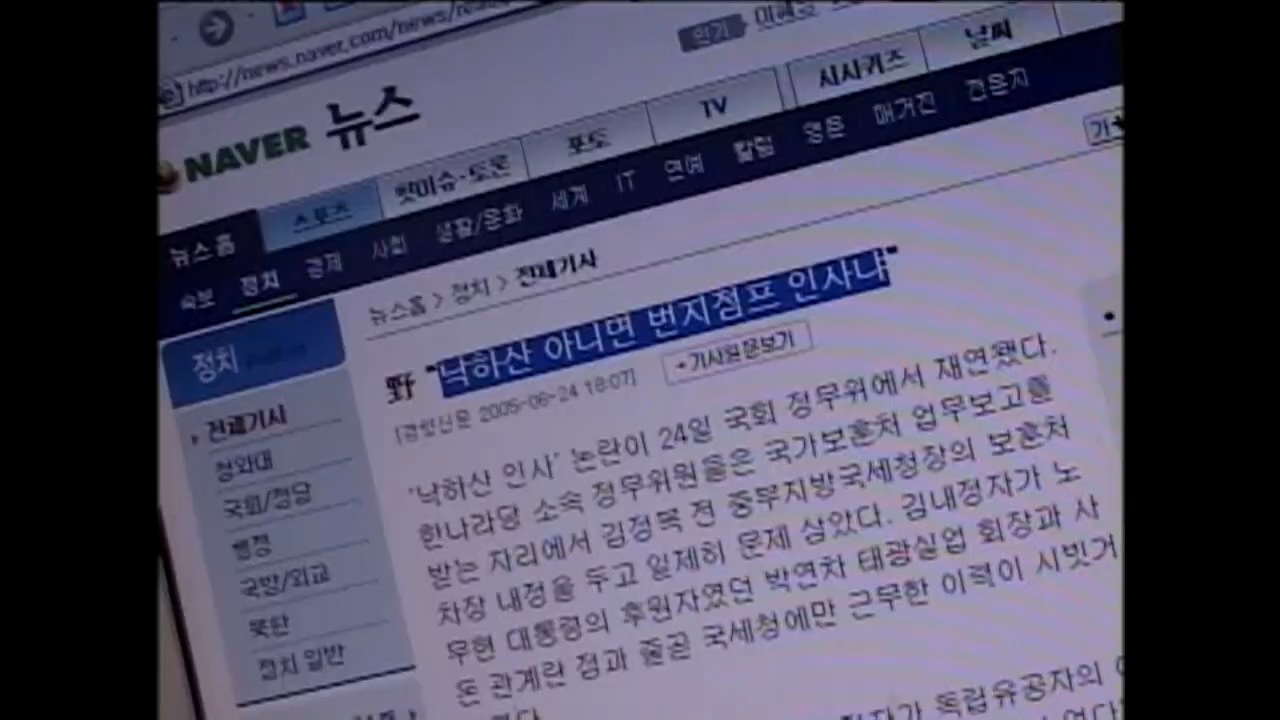 http://news.naver.com/news/read
인기
NAVER 뉴스
핫이슈·토론
포토
TV
시사퀴즈
날씨
뉴스홈
스포츠
속보 정치 경제 사회 생활/문화 세계 IT 연예 칼럼 영문 매거진 전문지
뉴스홈 > 정치 > 전체기사
정치
전체기사
청와대
국회/정당
행정
국방/외교
북한
정치 일반
野 "낙하산 아니면 번지점프 인사냐"
2005-06-24 18:07]
기사원문보기
'낙하산 인사' 논란이 24일 국회 정무위에서 재연됐다.
한나라당 소속 정무위원들은 국가보훈처 업무보고를
받는 자리에서 김정복 전 중부지방국세청장의 보훈처
차장 내정을 두고 일제히 문제 삼았다. 김내정자가 노
무현 대통령의 후원자였던 박연차 태광실업 회장과 사
돈 관계란 점과 줄곧 국세청에만 근무한 이력이 시빗거
독립유공자의